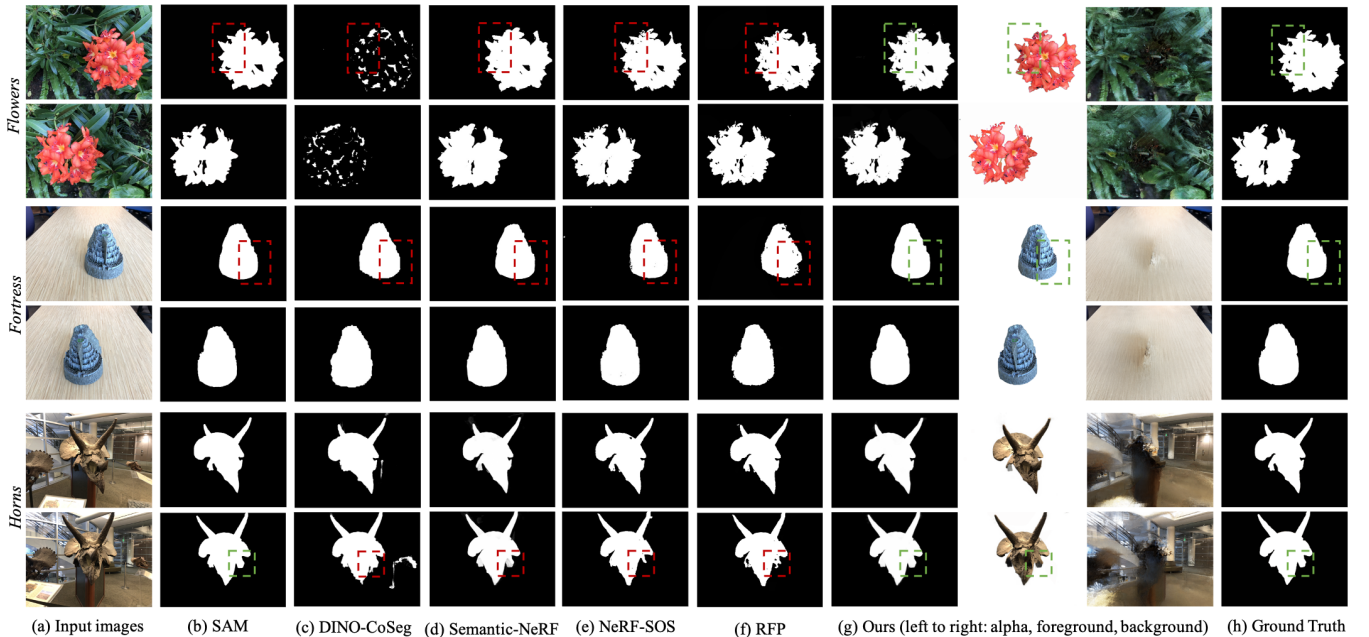 Flowers
Fortress
Horns
(a) Input images (b) SAM (c) DINO-CoSeg (d) Semantic-NeRF (e) NeRF-SOS (f) RFP (g) Ours (left to right: alpha, foreground, background) (h) Ground Truth